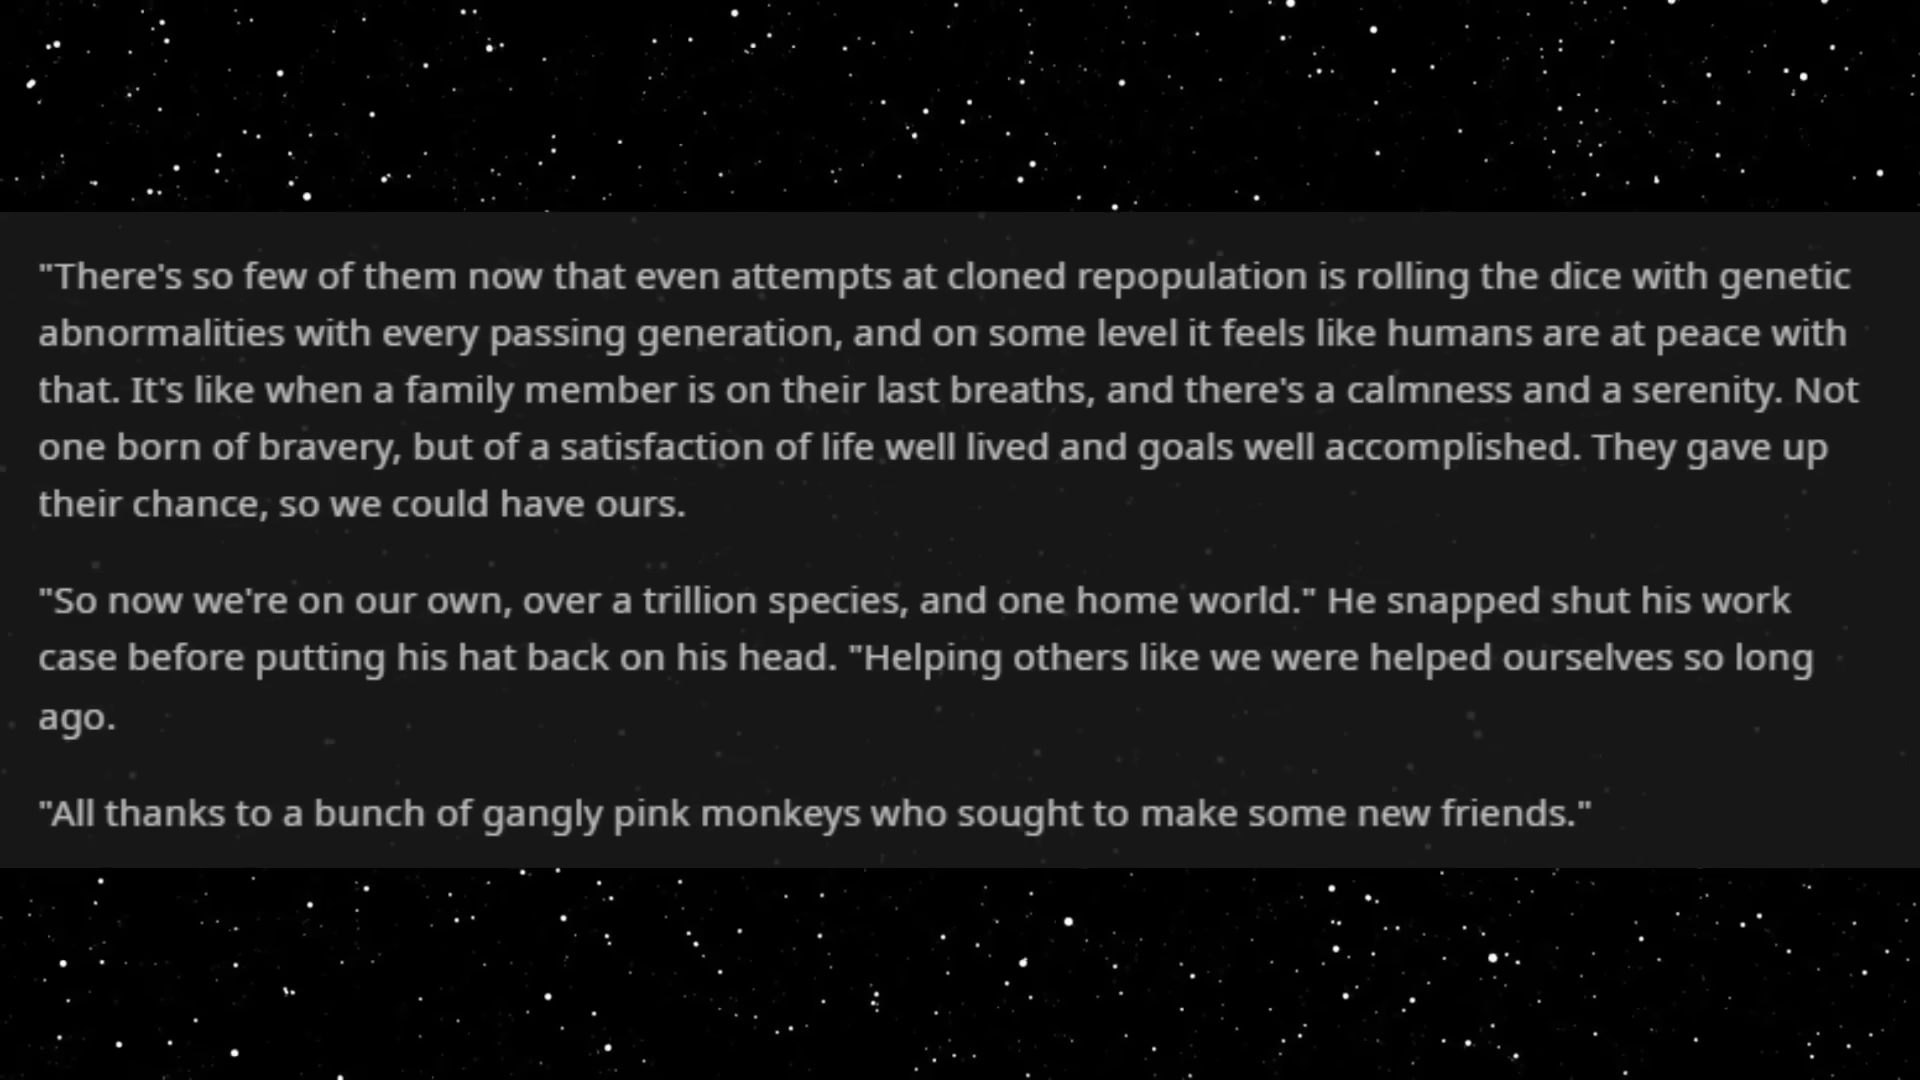 "There's so few of them now that even attempts at cloned repopulation is rolling the dice with genetic
abnormalities with every passing generation, and on some level it feels like humans are at peace with
that. It's like when a family member is on their last breaths, and there's a calmness and a serenity. Not
one born of bravery, but of a satisfaction of life well lived and goals well accomplished. They gave up
their chance, so we could have ours.
"So now we're on our own, over a trillion species, and one home world." He snapped shut his work
case before putting his hat back on his head. "Helping others like we were helped ourselves so long
ago.
"All thanks to a bunch of gangly pink monkeys who sought to make some new friends."